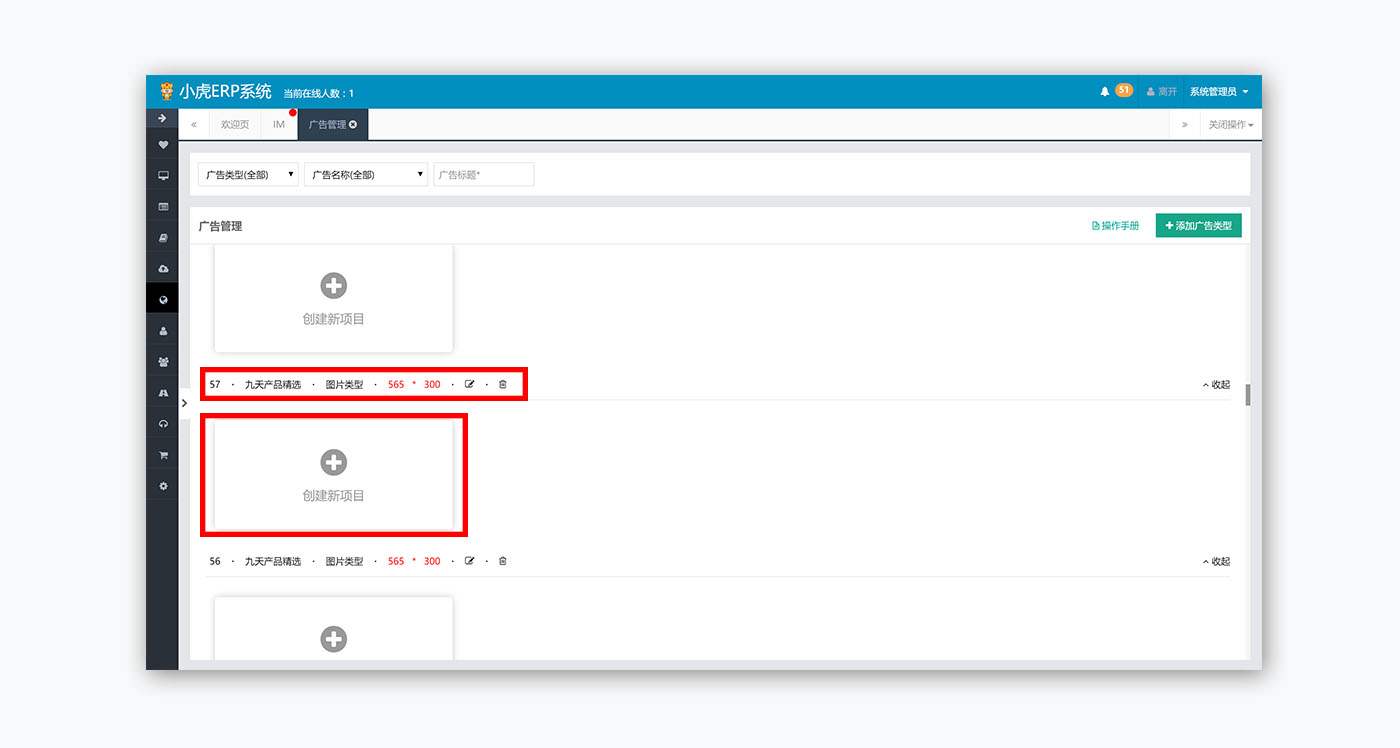 小虎ERP系统 当前在线人数：1 51 离开 系统管理员
欢迎页 IM 广告管理 关闭操作
广告类型(全部) 广告名称(全部) 广告标题*
广告管理 操作手册 添加广告类型
创建新项目
57 · 九天产品精选 · 图片类型 · 565 * 300 · · 收起
创建新项目
56 · 九天产品精选 · 图片类型 · 565 * 300 · · 收起